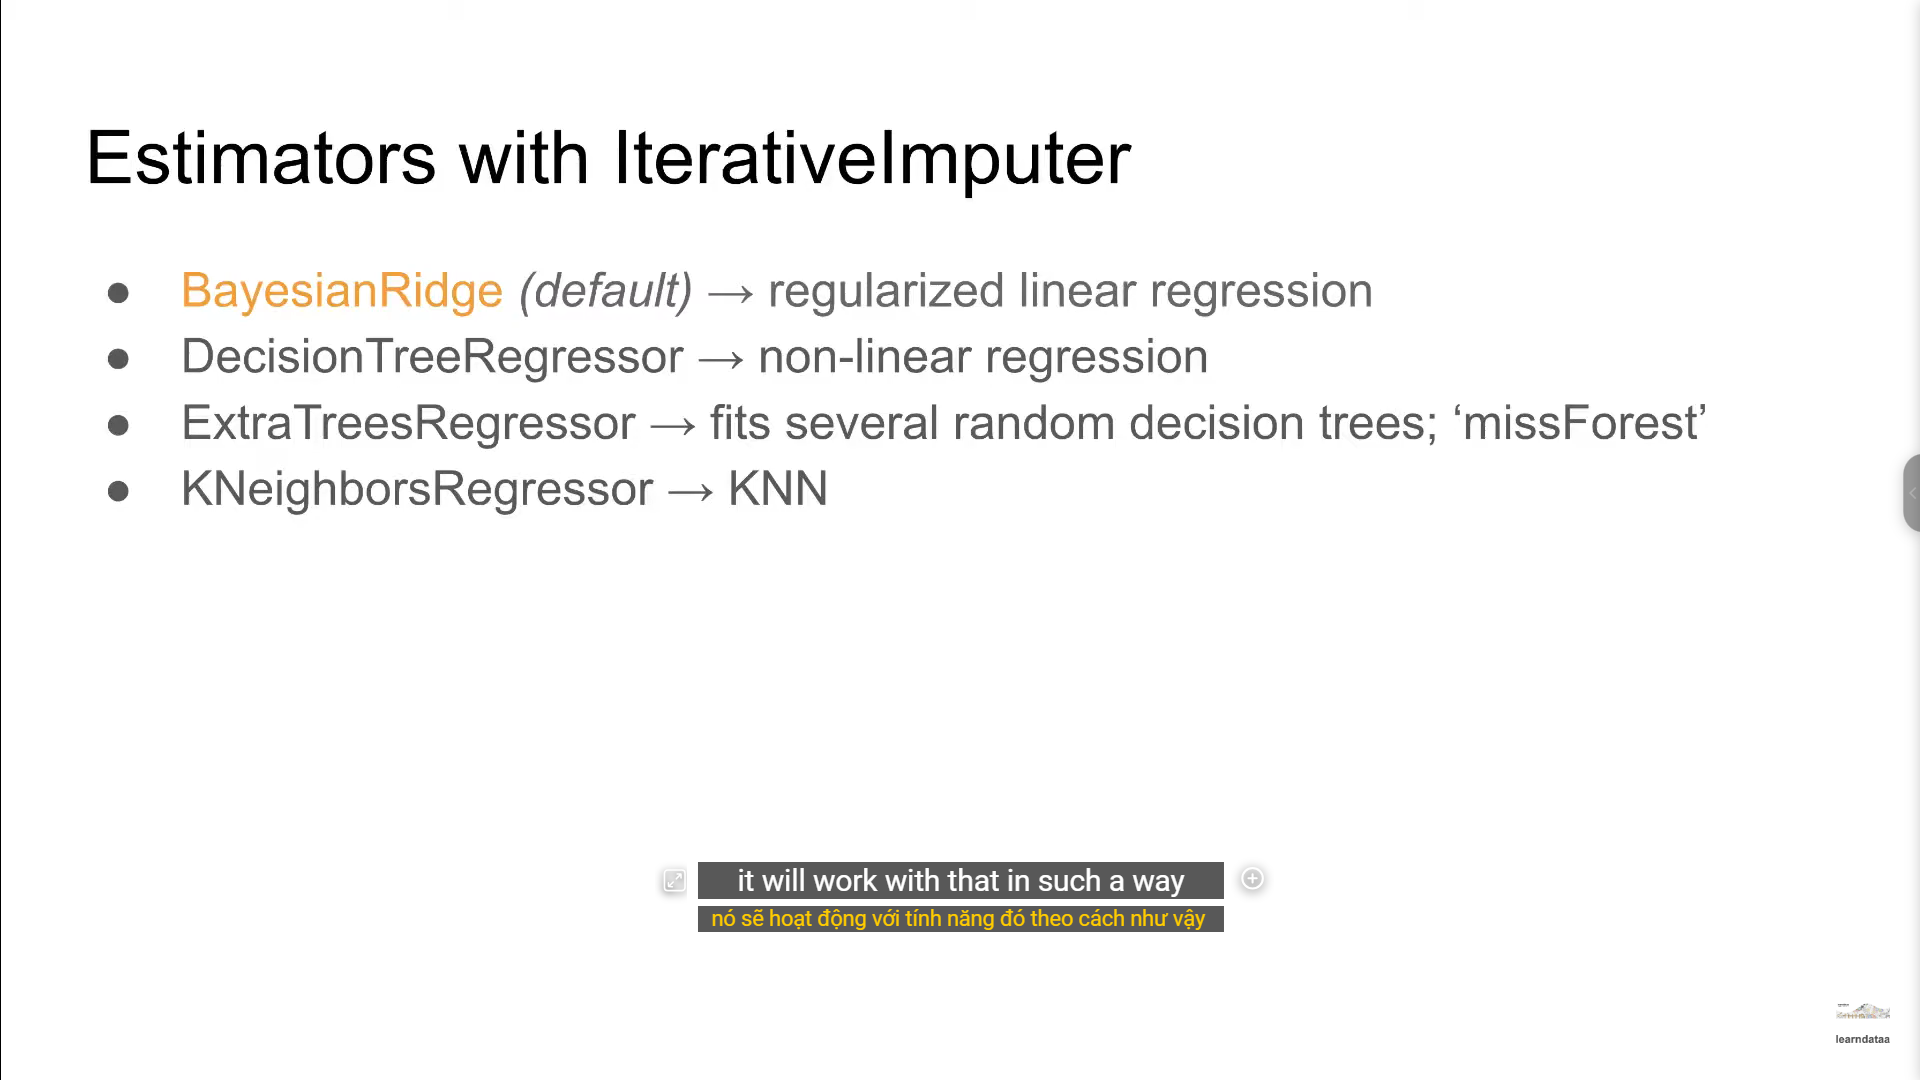 Estimators with IterativeImputer
● BayesianRidge (default) → regularized linear regression
● DecisionTreeRegressor → non-linear regression
● ExtraTreesRegressor → fits several random decision trees; ‘missForest’
● KNeighborsRegressor → KNN
it will work with that in such a way
nó sẽ hoạt động với tính năng đó theo cách như vậy
learndataa